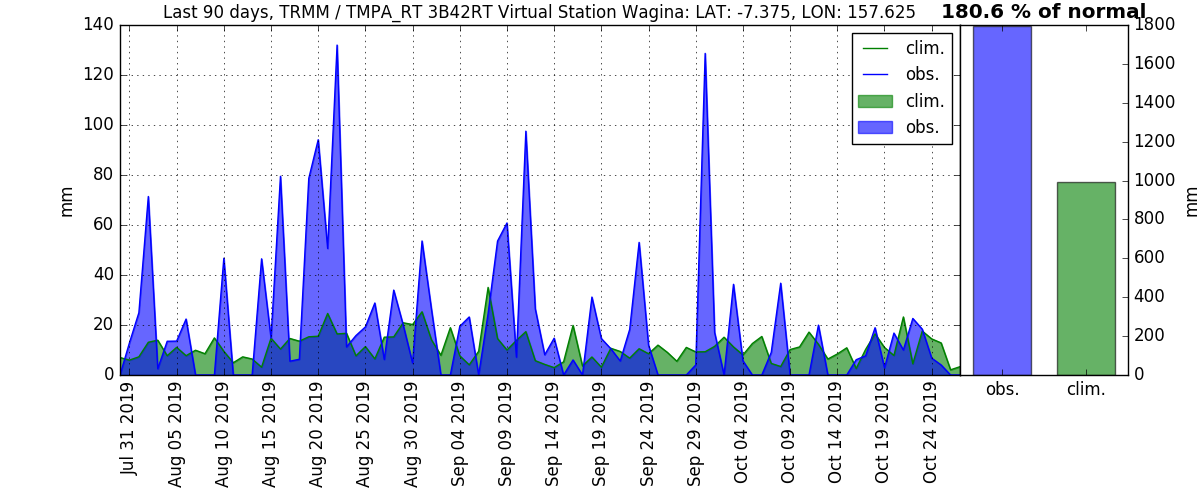 Last 90 days, TRMM / TMPA_RT 3B42RT Virtual Station Wagina: LAT: -7.375, LON: 157.625
180.6 % of normal
mm
140
120
100
80
60
40
20
0
clim.
obs.
clim.
obs.
Jul 31 2019
Aug 05 2019
Aug 10 2019
Aug 15 2019
Aug 20 2019
Aug 25 2019
Aug 30 2019
Sep 04 2019
Sep 09 2019
Sep 14 2019
Sep 19 2019
Sep 24 2019
Sep 29 2019
Oct 04 2019
Oct 09 2019
Oct 14 2019
Oct 19 2019
Oct 24 2019
1800
1600
1400
1200
1000
800
600
400
200
0
mm
obs.
clim.